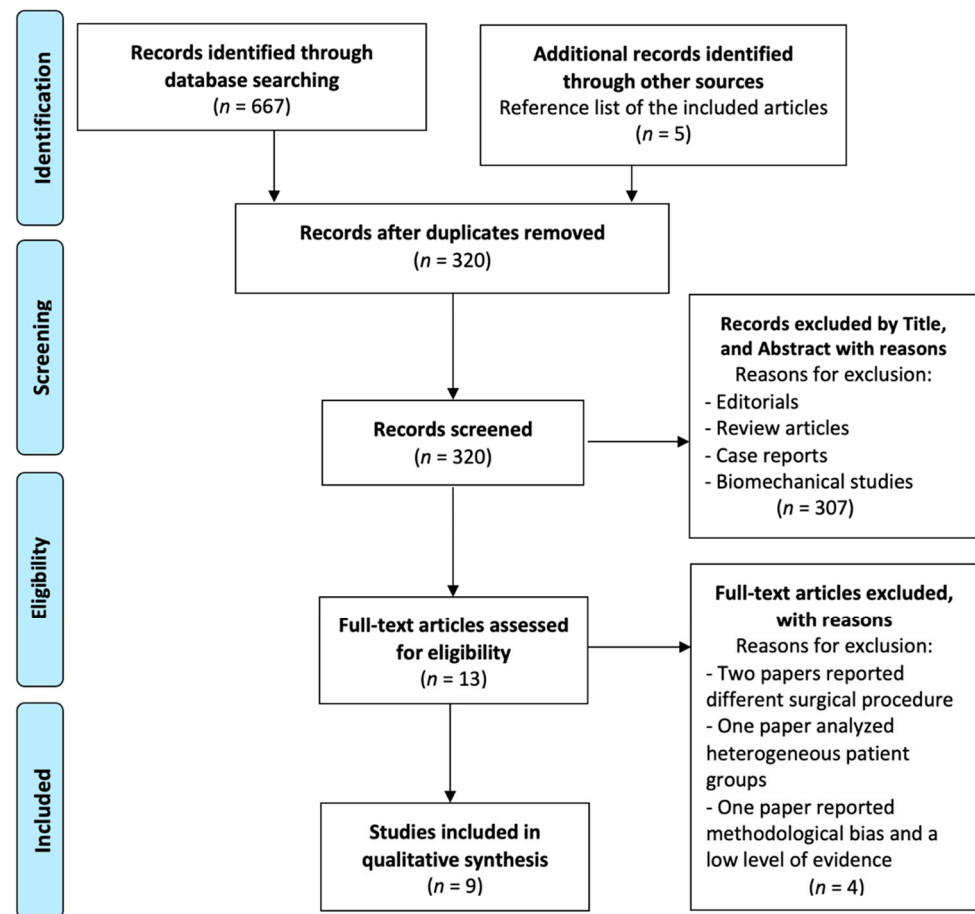 Identification
Records identified through
database searching
(n = 667)
Additional records identified
through other sources
Reference list of the included articles
(n = 5)
Records after duplicates removed
(n = 320)
Screening
Records screened
(n = 320)
Records excluded by Title,
and Abstract with reasons
Reasons for exclusion:
- Editorials
- Review articles
- Case reports
- Biomechanical studies
(n = 307)
Eligibility
Full-text articles assessed
for eligibility
(n = 13)
Full-text articles excluded,
with reasons
Reasons for exclusion:
- Two papers reported
different surgical procedure
- One paper analyzed
heterogeneous patient
groups
- One paper reported
methodological bias and a
low level of evidence
(n = 4)
Included
Studies included in
qualitative synthesis
(n = 9)